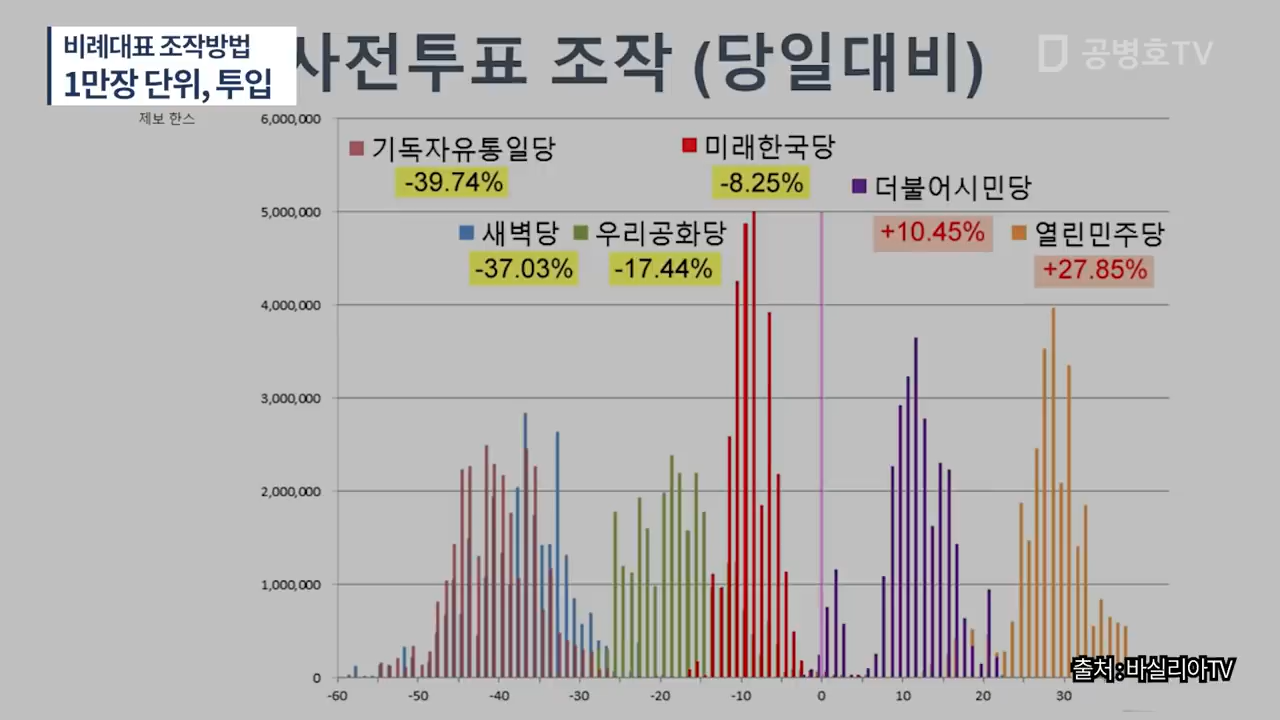 비례대표 조작방법
1만장 단위, 투입
사전투표 조작 (당일대비)
공병호TV
제보 한스
기독자유통일당
-39.74%
미래한국당
-8.25%
더불어시민당
+10.45%
새벽당
-37.03%
우리공화당
-17.44%
열린민주당
+27.85%
6,000,000
5,000,000
4,000,000
3,000,000
2,000,000
1,000,000
0
-60 -50 -40 -30 -20 -10 0 10 20 30
출처 : 바실리아TV